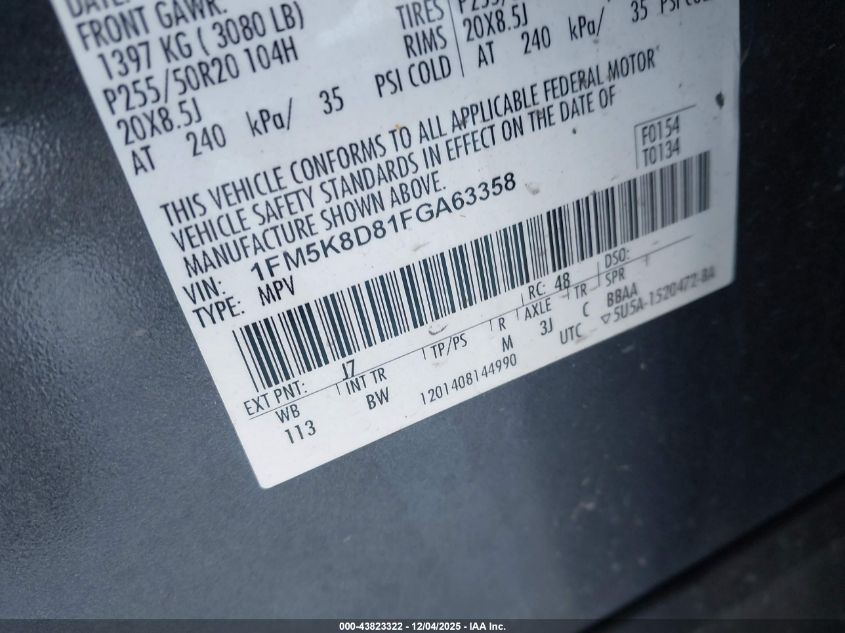 DATE:
FRONT GAWR:
1397 KG ( 3080 LB)
P255/50R20 104H
20X8.5J
AT 240 kPa/ 35 PSI COLD
TIRES
RIMS 20X8.5J
AT 240 kPa/ 35 PSI COLD
THIS VEHICLE CONFORMS TO ALL APPLICABLE FEDERAL MOTOR
VEHICLE SAFETY STANDARDS IN EFFECT ON THE DATE OF
MANUFACTURE SHOWN ABOVE.
F0154
T0134
VIN: 1FM5K8D81FGA63358
TYPE: MPV
RC: 48 DSO:
EXT PNT: J7
WB INT TR TP/PS R AXLE TR SPR
113 BW M 3J C BBAA
1201408144990 UTC ▽5U5A-1520472-BA
000-43823322 | 12/04/2025 - IAA Inc.